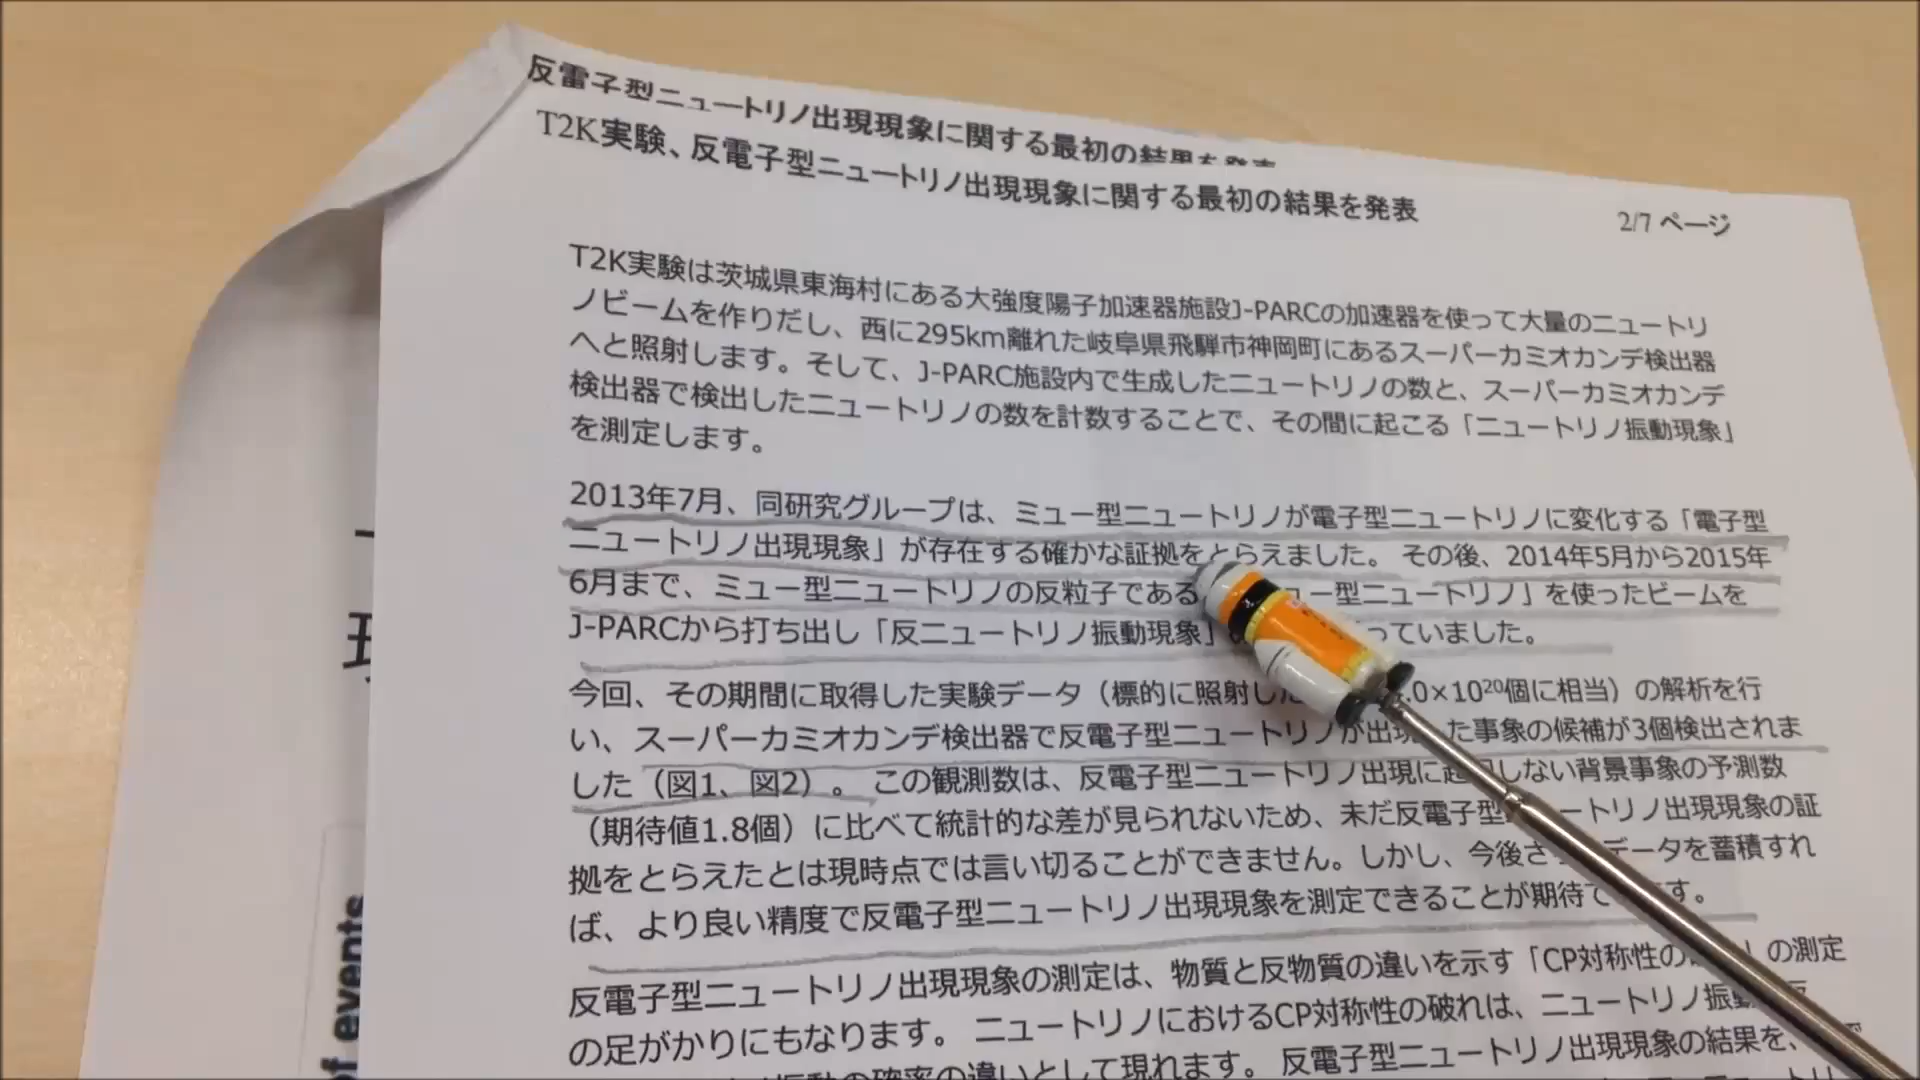 反電子型ニュートリノ出現現象に関する最初の結果を発表
T2K実験、反電子型ニュートリノ出現現象に関する最初の結果を発表
2/7 ページ
T2K実験は茨城県東海村にある大強度陽子加速器施設J-PARCの加速器を使って大量のニュートリ
ノビームを作りだし、西に295km離れた岐阜県飛騨市神岡町にあるスーパーカミオカンデ検出器
へと照射します。そして、J-PARC施設内で生成したニュートリノの数と、スーパーカミオカンデ
検出器で検出したニュートリノの数を計数することで、その間に起こる「ニュートリノ振動現象」
を測定します。
2013年7月、同研究グループは、ミュー型ニュートリノが電子型ニュートリノに変化する「電子型
ニュートリノ出現現象」が存在する確かな証拠をとらえました。 その後、2014年5月から2015年
6月まで、ミュー型ニュートリノの反粒子である ュー型ニュートリノ」を使ったビームを
J-PARCから打ち出し「反ニュートリノ振動現象」 っていました。
今回、その期間に取得した実験データ（標的に照射した .0×10²⁰個に相当）の解析を行
い、スーパーカミオカンデ検出器で反電子型ニュートリノが出現 た事象の候補が3個検出されま
した（図1、図2）。 この観測数は、反電子型ニュートリノ出現に起因しない背景事象の予測数
（期待値1.8個）に比べて統計的な差が見られないため、未だ反電子型 ュートリノ出現現象の証
拠をとらえたとは現時点では言い切ることができません。しかし、今後さ データを蓄積すれ
ば、より良い精度で反電子型ニュートリノ出現現象を測定できることが期待で す。
反電子型ニュートリノ出現現象の測定は、物質と反物質の違いを示す「CP対称性の 」の測定
の足がかりにもなります。 ニュートリノにおけるCP対称性の破れは、ニュートリノ振動
の確率の違いとして現れます。 反電子型ニュートリノ出現現象の結果を、
of events